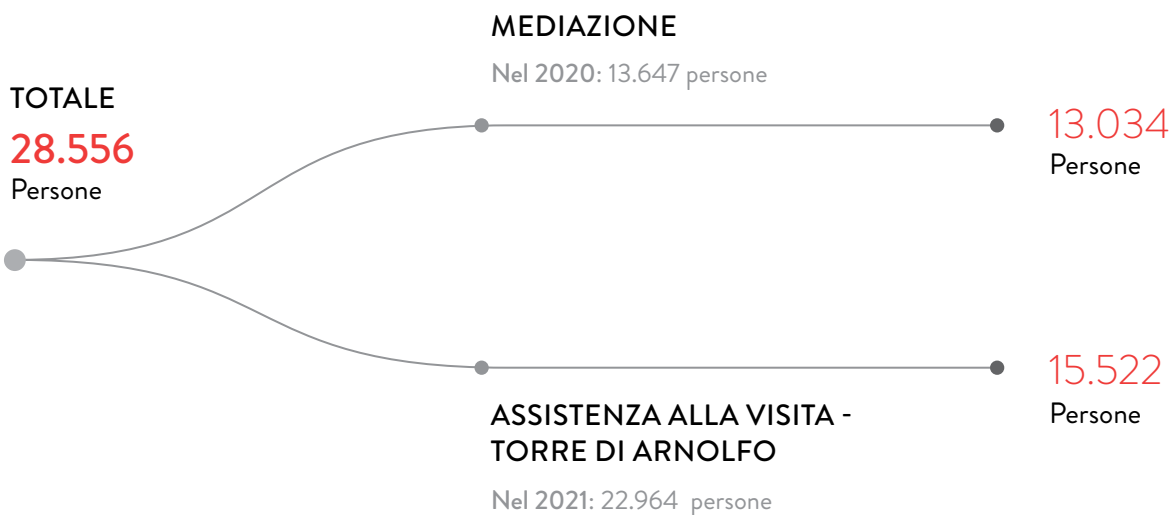 MEDIAZIONE
Nel 2020: 13.647 persone
TOTALE
28.556
Persone
13.034
Persone
15.522
Persone
ASSISTENZA ALLA VISITA -
TORRE DI ARNOLFO
Nel 2021: 22.964 persone